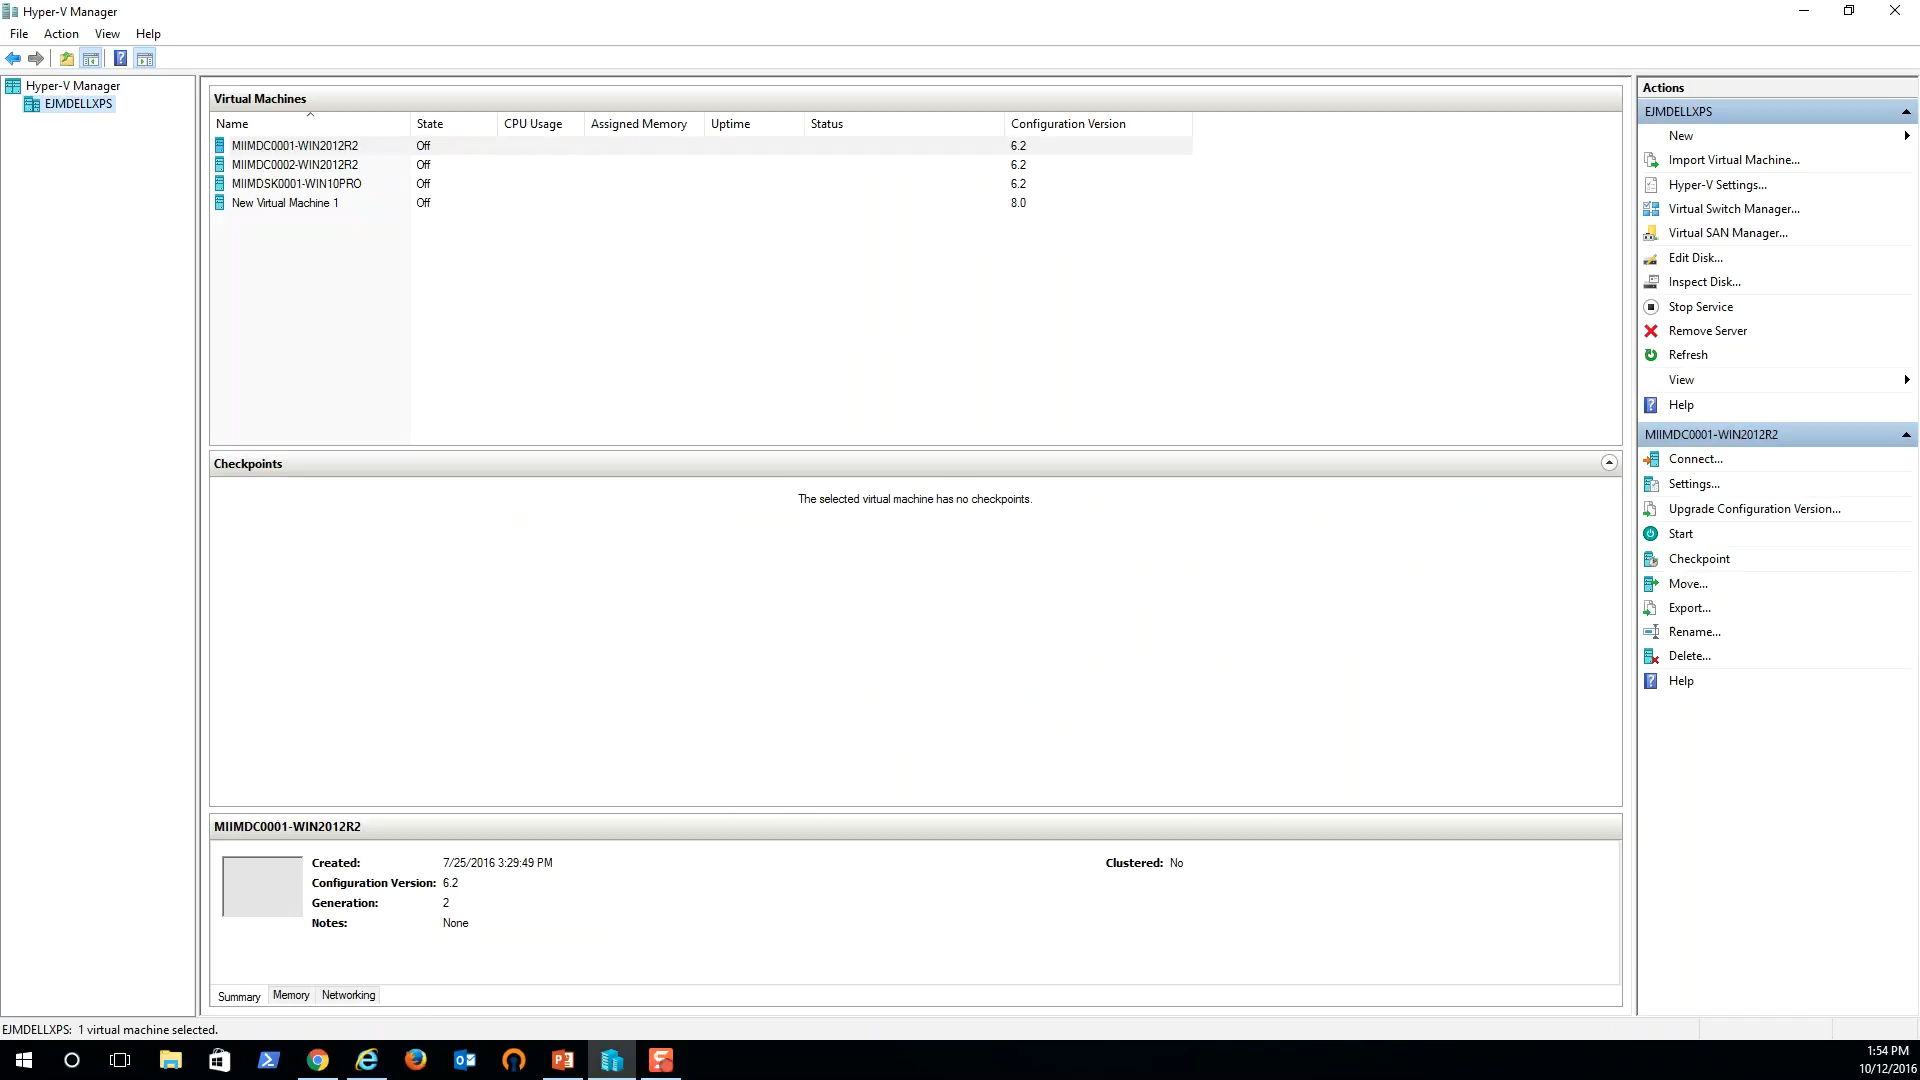 Hyper-V Manager
File Action View Help
Hyper-V Manager
EJMDELLXPS
Virtual Machines
Name State CPU Usage Assigned Memory Uptime Status Configuration Version
MIIMDC0001-WIN2012R2 Off 6.2
MIIMDC0002-WIN2012R2 Off 6.2
MIIMDSK0001-WIN10PRO Off 6.2
New Virtual Machine 1 Off 8.0
Checkpoints
The selected virtual machine has no checkpoints.
MIIMDC0001-WIN2012R2
Created: 7/25/2016 3:29:49 PM Clustered: No
Configuration Version: 6.2
Generation: 2
Notes: None
Summary Memory Networking
Actions
EJMDELLXPS
New
Import Virtual Machine...
Hyper-V Settings...
Virtual Switch Manager...
Virtual SAN Manager...
Edit Disk...
Inspect Disk...
Stop Service
Remove Server
Refresh
View
Help
MIIMDC0001-WIN2012R2
Connect...
Settings...
Upgrade Configuration Version...
Start
Checkpoint
Move...
Export...
Rename...
Delete...
Help
EJMDELLXPS: 1 virtual machine selected.
1:54 PM
10/12/2016